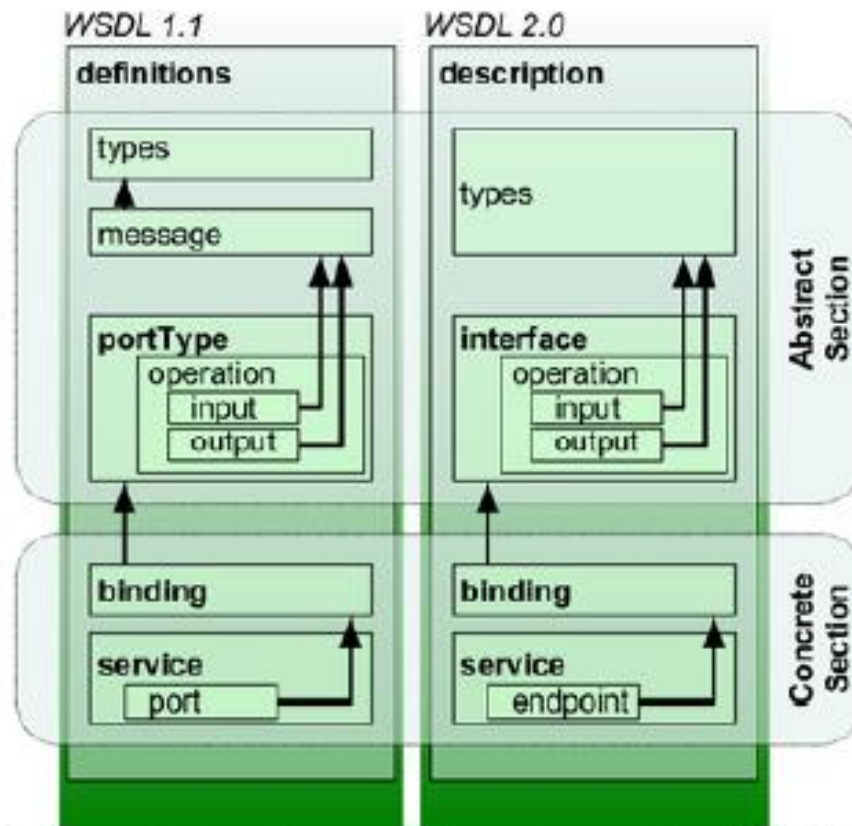 WSDL 1.1
definitions
types
message
portType
operation
input
output
binding
service
port
WSDL 2.0
description
types
interface
operation
input
output
binding
service
endpoint
Abstract
Section
Concrete
Section